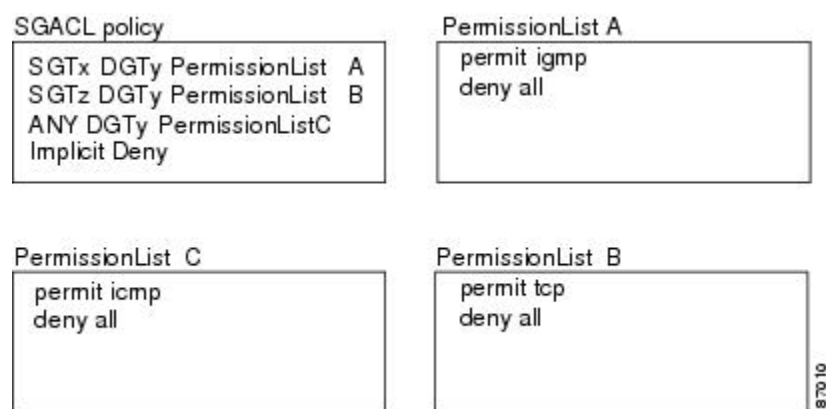 SGACL policy
SGTx DGTy PermissionList A
SGTz DGTy PermissionList B
ANY DGTy PermissionListC
Implicit Deny
PermissionList A
permit igmp
deny all
PermissionList C
permit icmp
deny all
PermissionList B
permit tcp
deny all
87010